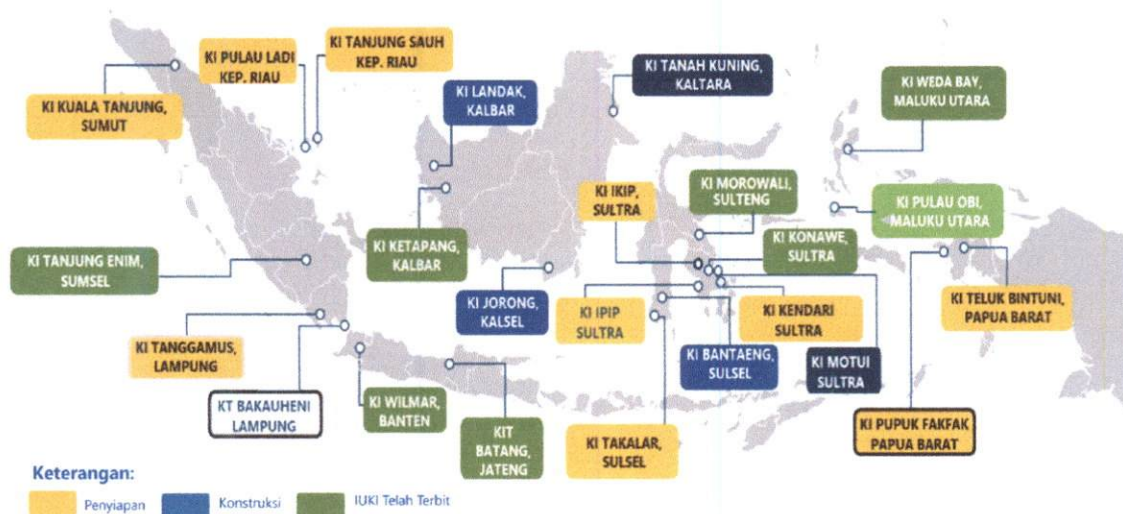 KI PULAU LADI
KEP. RIAU
KI TANJUNG SAUH
KEP. RIAU
KI KUALA TANJUNG,
SUMUT
KI LANDAK,
KALBAR
KI TANAH KUNING,
KALTARA
KI WEDA BAY,
MALUKU UTARA
KI IKIP,
SULTRA
KI MOROWALI,
SULTENG
KI PULAU OBI,
MALUKU UTARA
KI TANJUNG ENIM,
SUMSEL
KI KETAPANG,
KALBAR
KI KONAWE,
SULTRA
KI JORONG,
KALSEL
KI IPIP
SULTRA
KI KENDARI
SULTRA
KI TELUK BINTUNI,
PAPUA BARAT
KI TANGGAMUS,
LAMPUNG
KI BANTAENG,
SULSEL
KI MOTUI
SULTRA
KT BAKAUHENI
LAMPUNG
KI WILMAR,
BANTEN
KIT
BATANG,
JATENG
KI TAKALAR,
SULSEL
KI PUPUK FAKFAK
PAPUA BARAT
Keterangan:
Penyiapan
Konstruksi
IUKI Telah Terbit